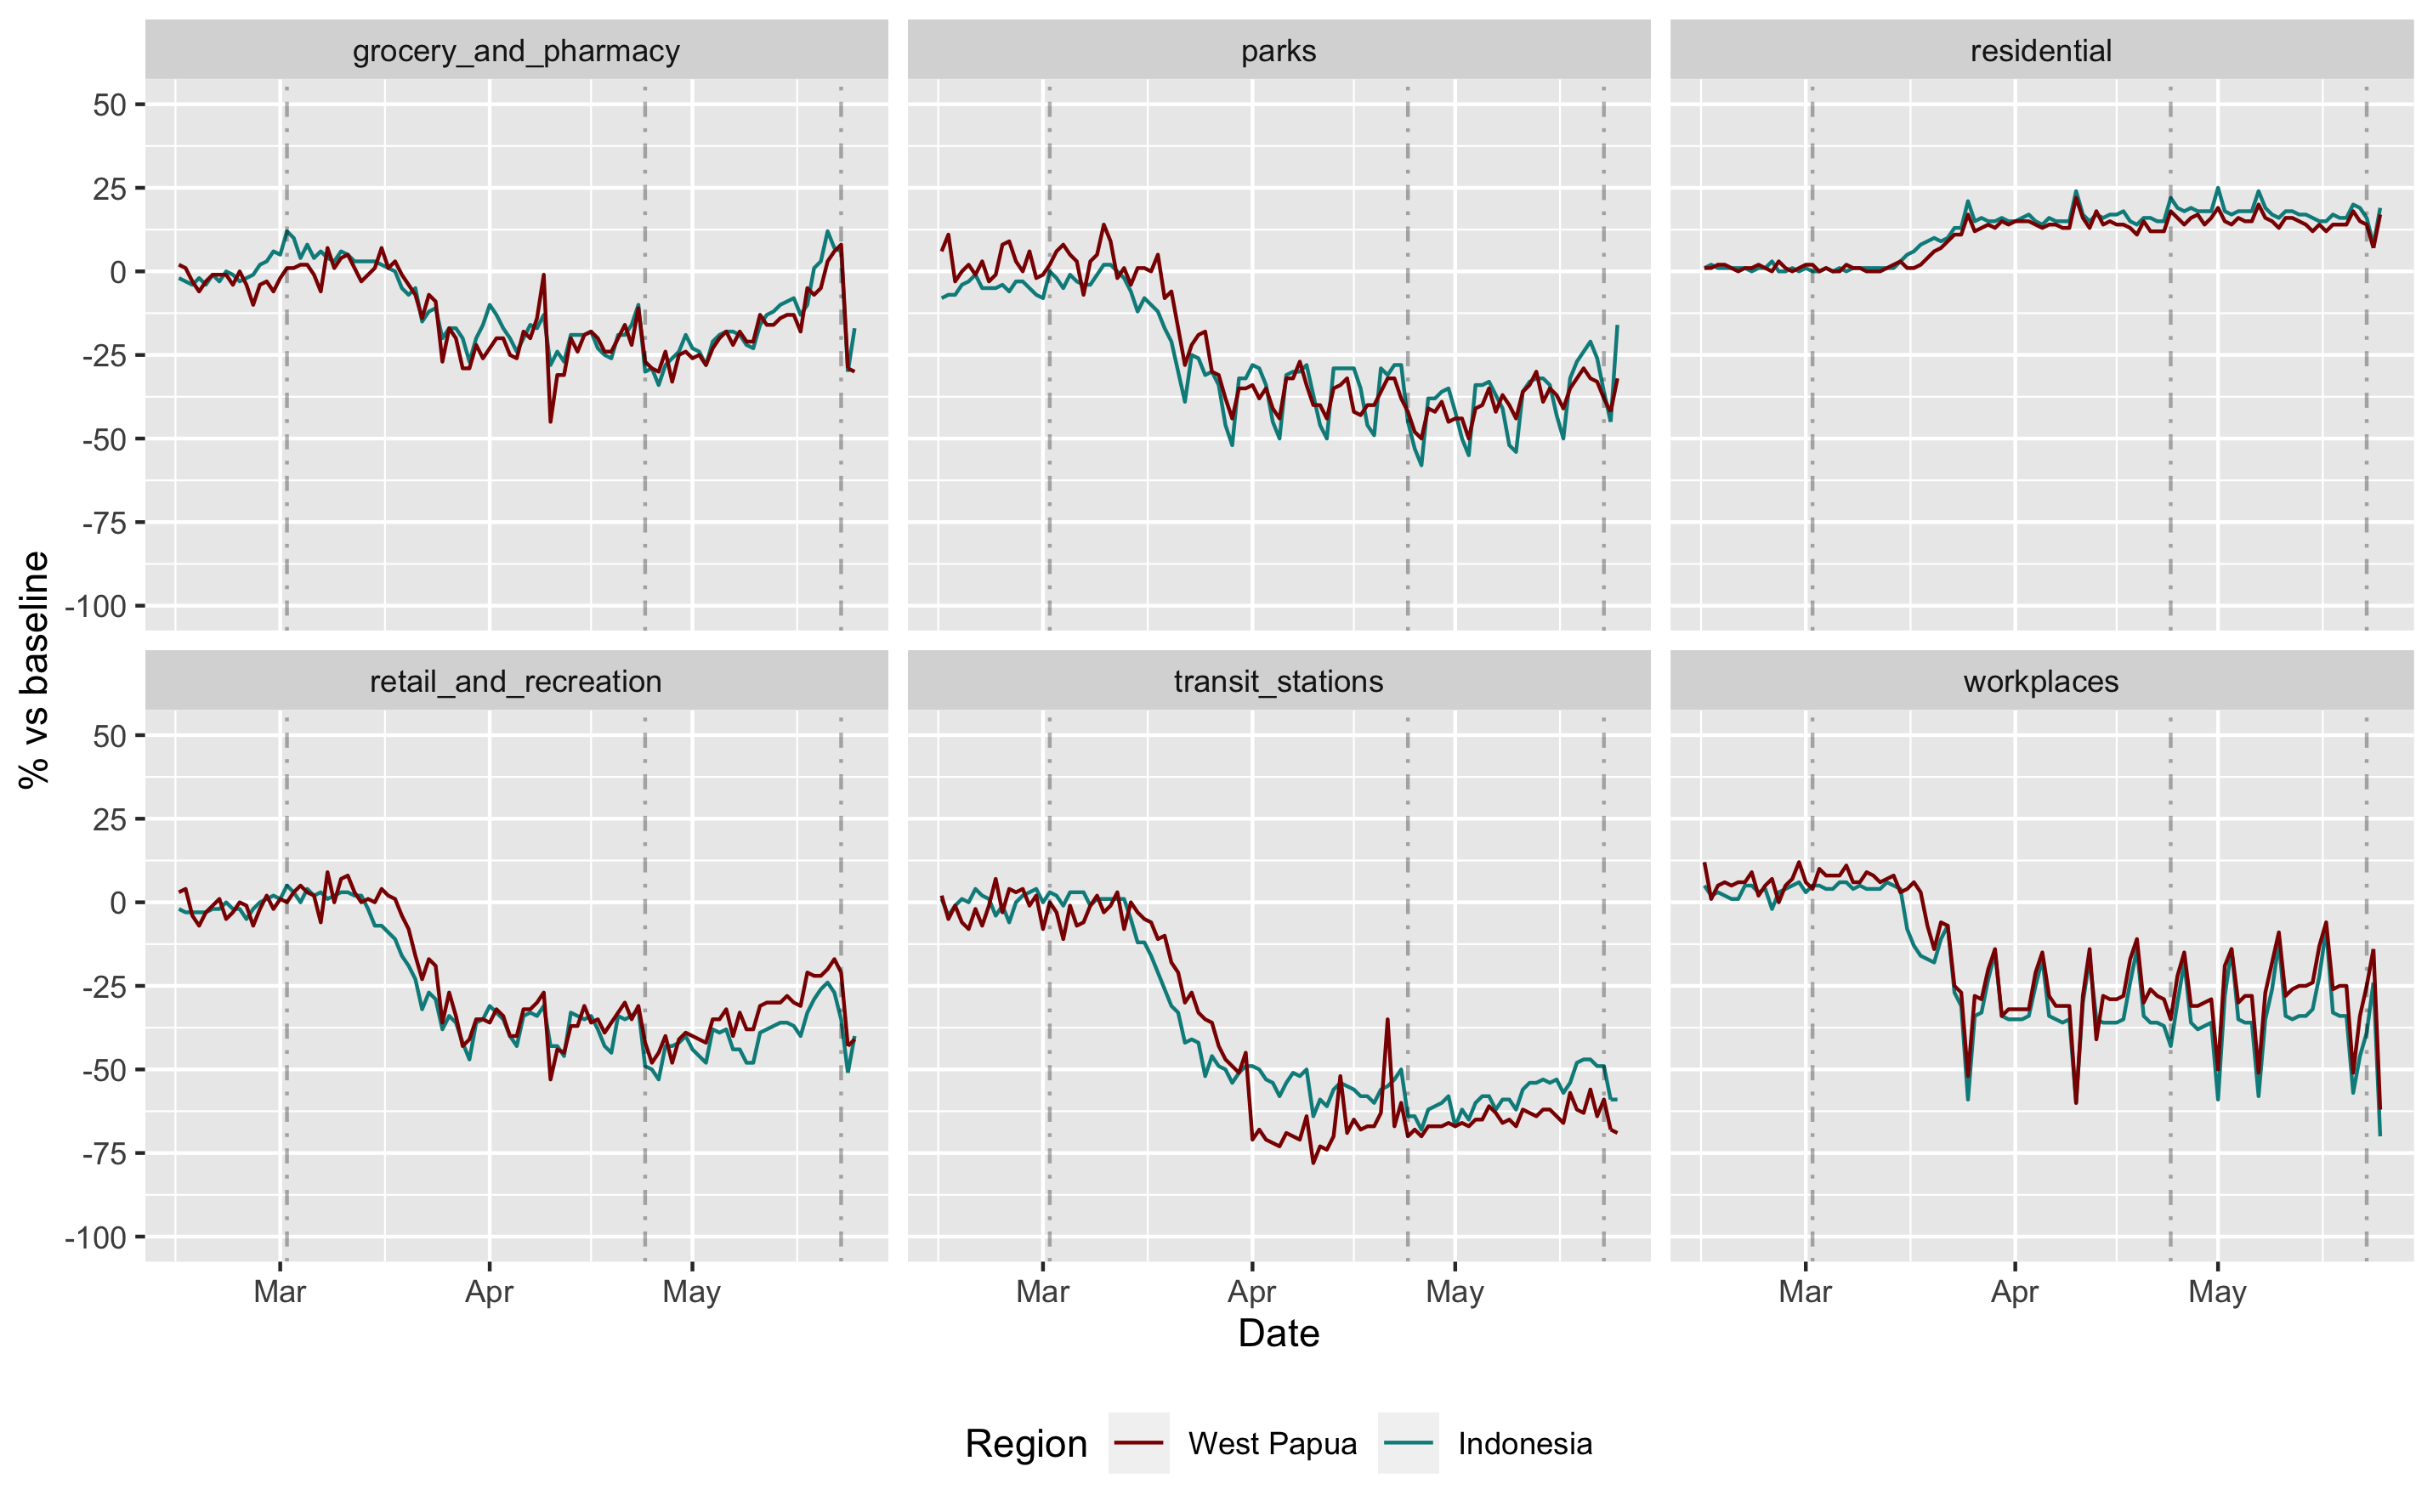 grocery_and_pharmacy
parks
residential
50
25
0
-25
-50
-75
-100
% vs baseline
retail_and_recreation
transit_stations
workplaces
50
25
0
-25
-50
-75
-100
Mar Apr May
Mar Apr May
Mar Apr May
Date
Region West Papua Indonesia